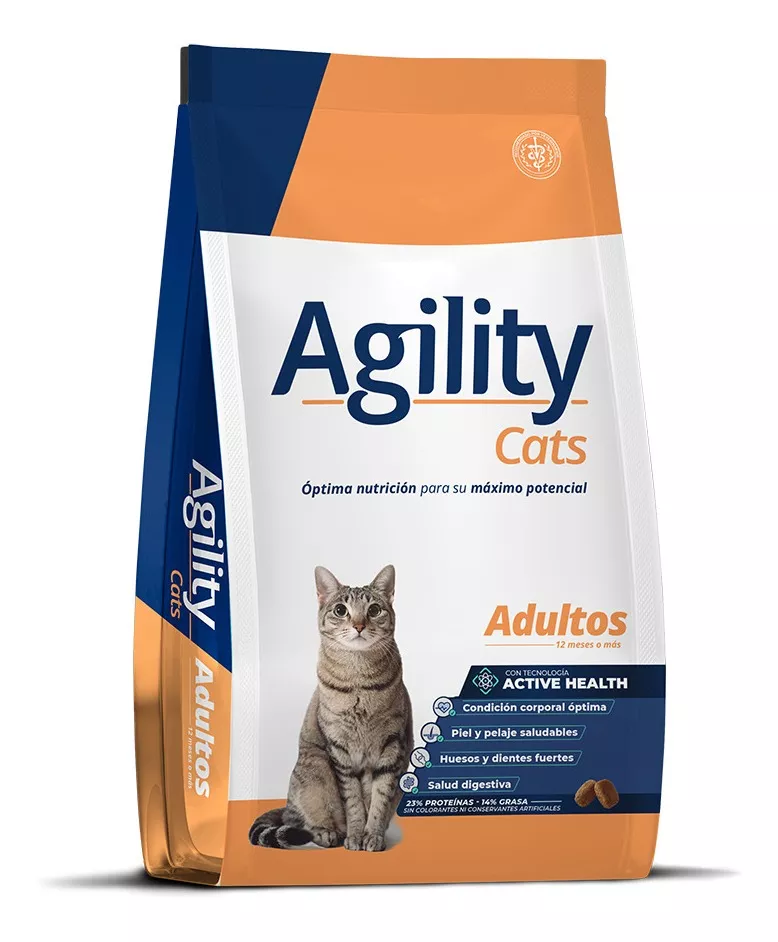 Agility
Cats
Óptima nutrición para su máximo potencial
Adultos
12 meses o más
CON TECNOLOGÍA
ACTIVE HEALTH
Condición corporal óptima
Piel y pelaje saludables
Huesos y dientes fuertes
Salud digestiva
23% PROTEÍNAS - 14% GRASA
SIN COLORANTES NI CONSERVANTES ARTIFICIALES
Agility
Cats
Adultos
12 meses o más